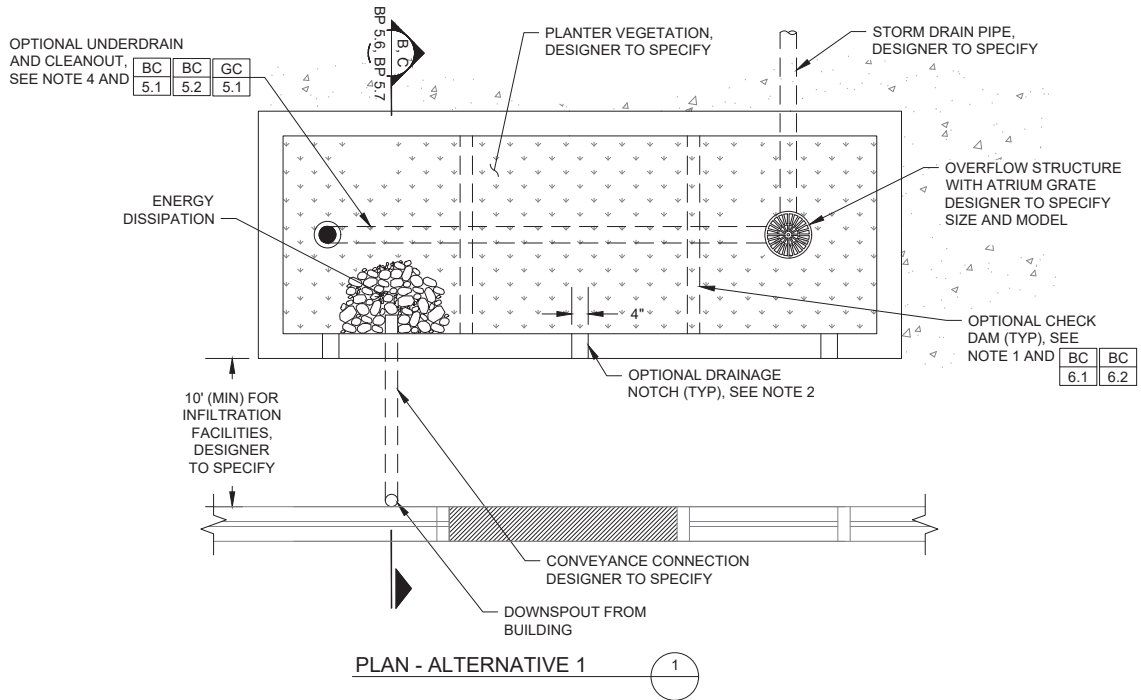 OPTIONAL UNDERDRAIN
AND CLEANOUT,
SEE NOTE 4 AND
BC BC GC
5.1 5.2 5.1
B, C
BP 5.6, BP 5.7
PLANTER VEGETATION,
DESIGNER TO SPECIFY
STORM DRAIN PIPE,
DESIGNER TO SPECIFY
ENERGY
DISSIPATION
OVERFLOW STRUCTURE
WITH ATRIUM GRATE
DESIGNER TO SPECIFY
SIZE AND MODEL
4"
OPTIONAL CHECK
DAM (TYP), SEE
NOTE 1 AND
BC BC
6.1 6.2
OPTIONAL DRAINAGE
NOTCH (TYP), SEE NOTE 2
10' (MIN) FOR
INFILTRATION
FACILITIES,
DESIGNER
TO SPECIFY
CONVEYANCE CONNECTION
DESIGNER TO SPECIFY
DOWNSPOUT FROM
BUILDING
PLAN - ALTERNATIVE 1
1